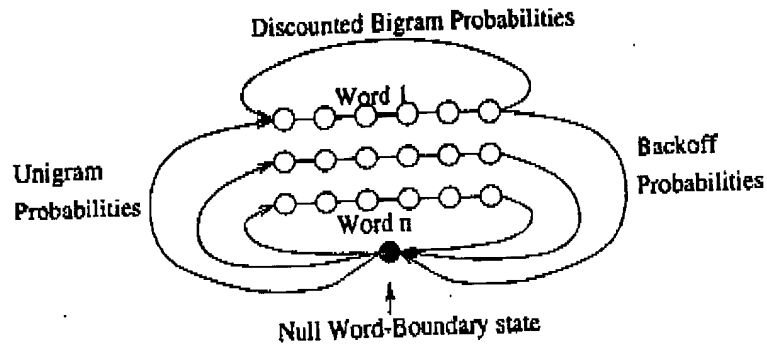 Discounted Bigram Probabilities
Word 1
Unigram
Probabilities
Backoff
Probabilities
Word n
Null Word-Boundary state